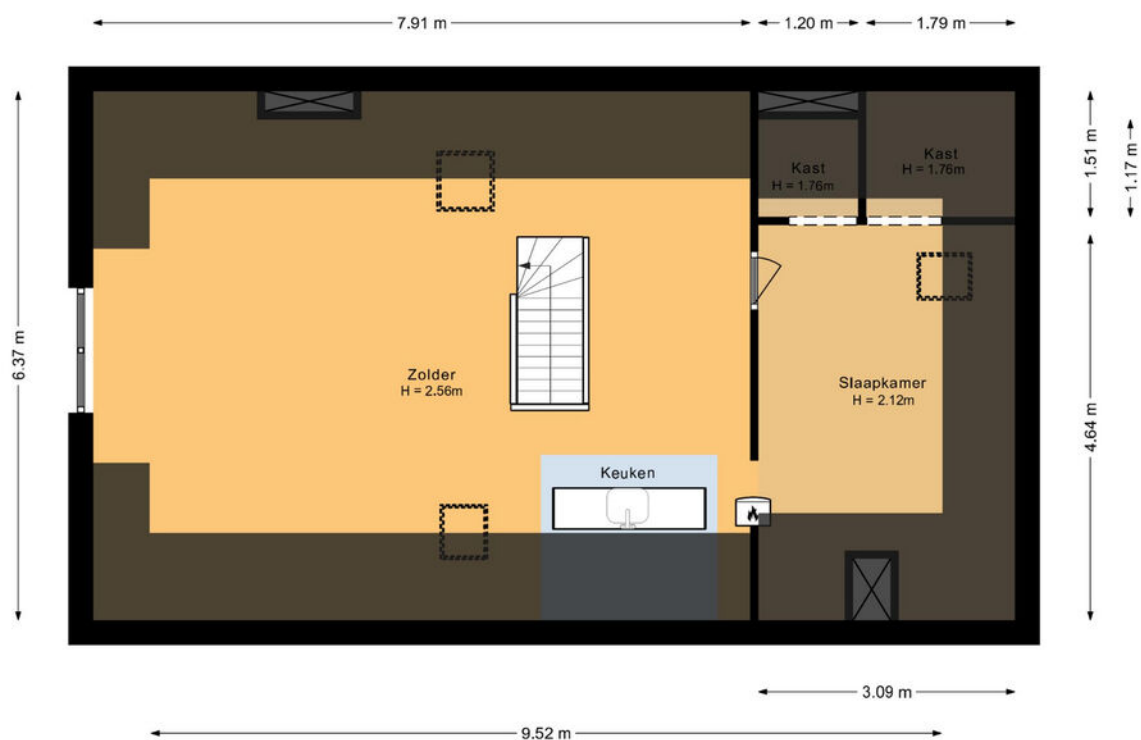 7.91 m
1.20 m
1.79 m
6.37 m
1.51 m
1.17 m
Kast
H = 1.76m
Kast
H = 1.76m
Zolder
H = 2.56m
Slaapkamer
H = 2.12m
4.64 m
Keuken
3.09 m
9.52 m